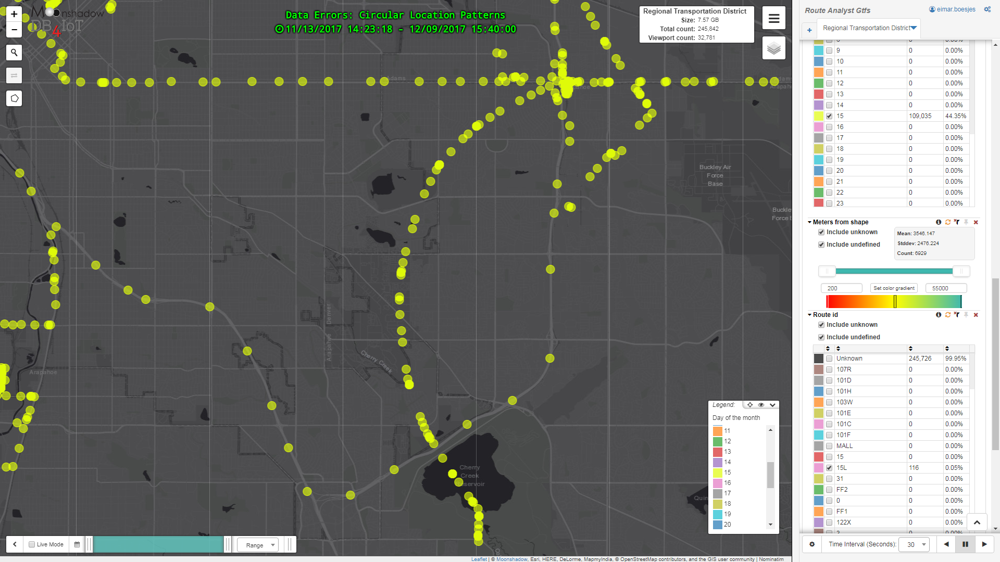 +
−
M nshadow
DB4IoT
Data Errors: Circular Location Patterns
11/13/2017 14:23:18 - 12/09/2017 15:40:00
Regional Transportation District
Size: 7.57 GB
Total count: 245,842
Viewport count: 32,781
Adams
Adams
Arapahoe
Buckley Air
Force
Base
Buckle
Force B
Arapahoe
Denver
Cherry Creek
Arapahoe
Cherry
Creek
Reservoir
Quin
Legend:
Day of the month
11
12
13
14
15
16
17
18
19
20
Live Mode
Range
Leaflet | © Moonshadow, Esri, HERE, DeLorme, MapmyIndia, © OpenStreetMap contributors, and the GIS user community | Nominatim
Route Analyst Gtfs
eimar.boesjes
+
Regional Transportation District
9 0 0.00%
10 0 0.00%
11 0 0.00%
12 0 0.00%
13 0 0.00%
14 0 0.00%
15 109,035 44.35%
16 0 0.00%
17 0 0.00%
18 0 0.00%
19 0 0.00%
20 0 0.00%
21 0 0.00%
22 0 0.00%
23 0 0.00%
Meters from shape
Include unknown
Include undefined
Mean: 3546.147
Stddev: 2476.224
Count: 6929
200 Set color gradient 55000
Route id
Include unknown
Include undefined
Unknown 245,726 99.95%
107R 0 0.00%
101D 0 0.00%
101H 0 0.00%
103W 0 0.00%
101E 0 0.00%
101C 0 0.00%
101F 0 0.00%
MALL 0 0.00%
15 0 0.00%
15L 116 0.05%
31 0 0.00%
FF2 0 0.00%
0 0 0.00%
FF1 0 0.00%
122X 0 0.00%
Time Interval (Seconds): 30